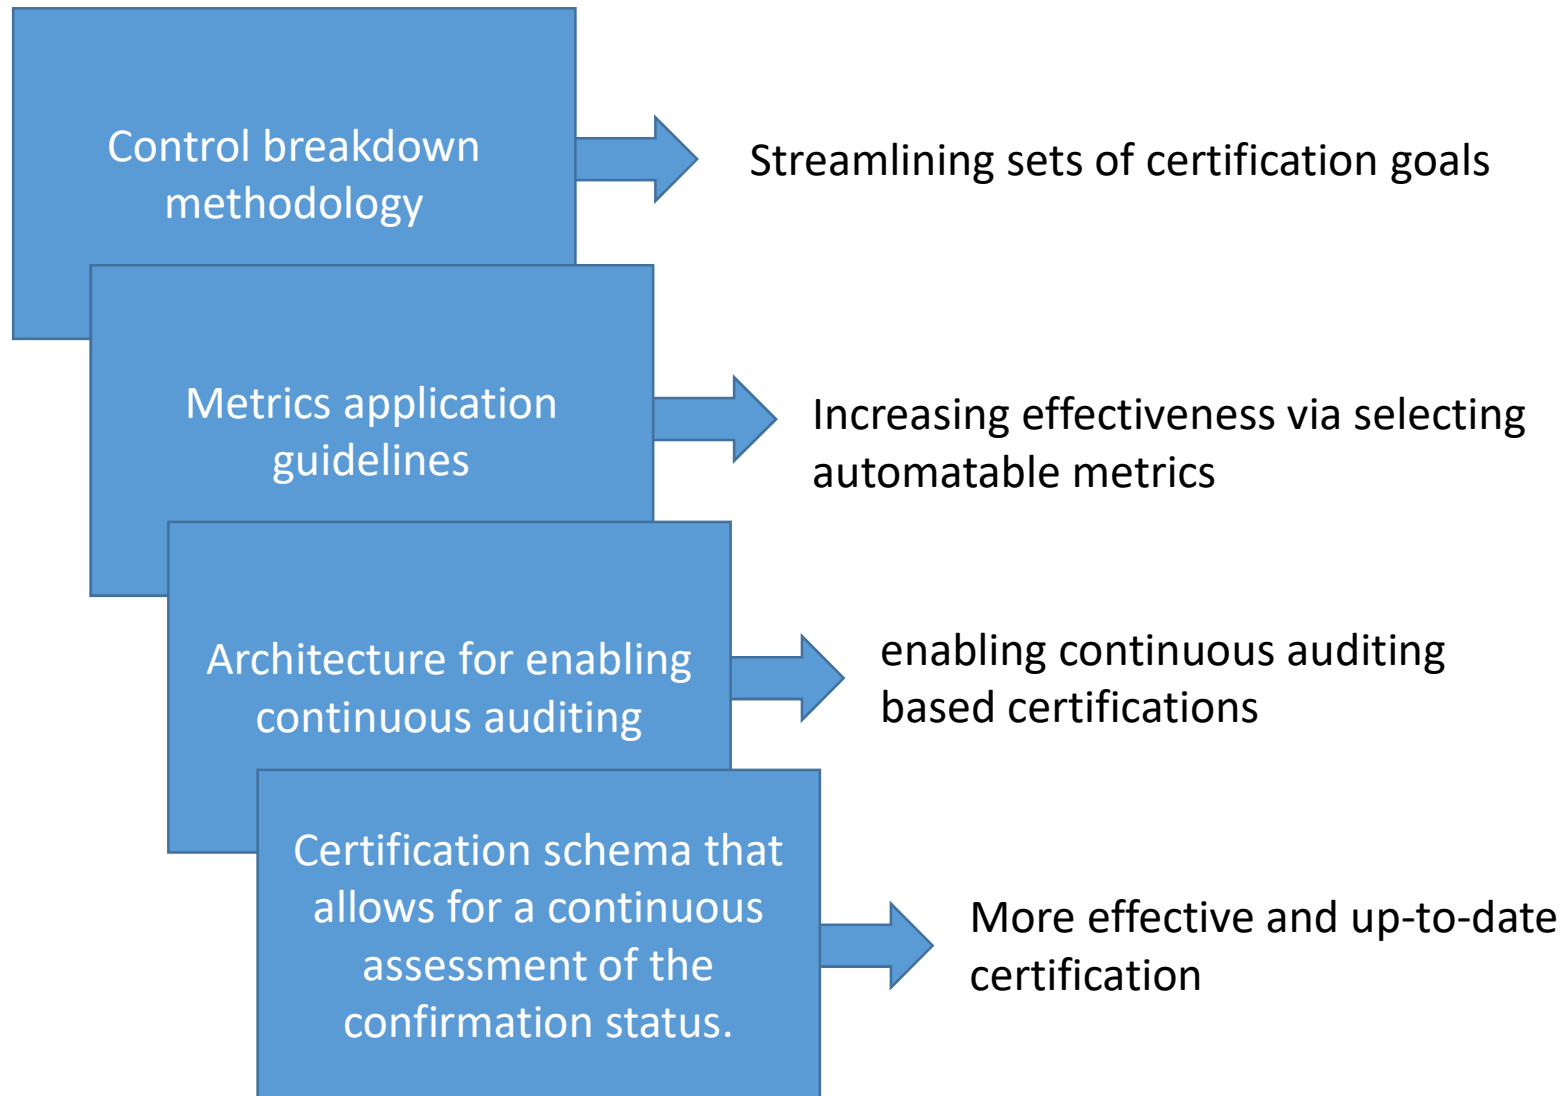 Control breakdown
methodology
Streamlining sets of certification goals
Metrics application
guidelines
Increasing effectiveness via selecting
automatable metrics
Architecture for enabling
continuous auditing
enabling continuous auditing
based certifications
Certification schema that
allows for a continuous
assessment of the
confirmation status.
More effective and up-to-date
certification